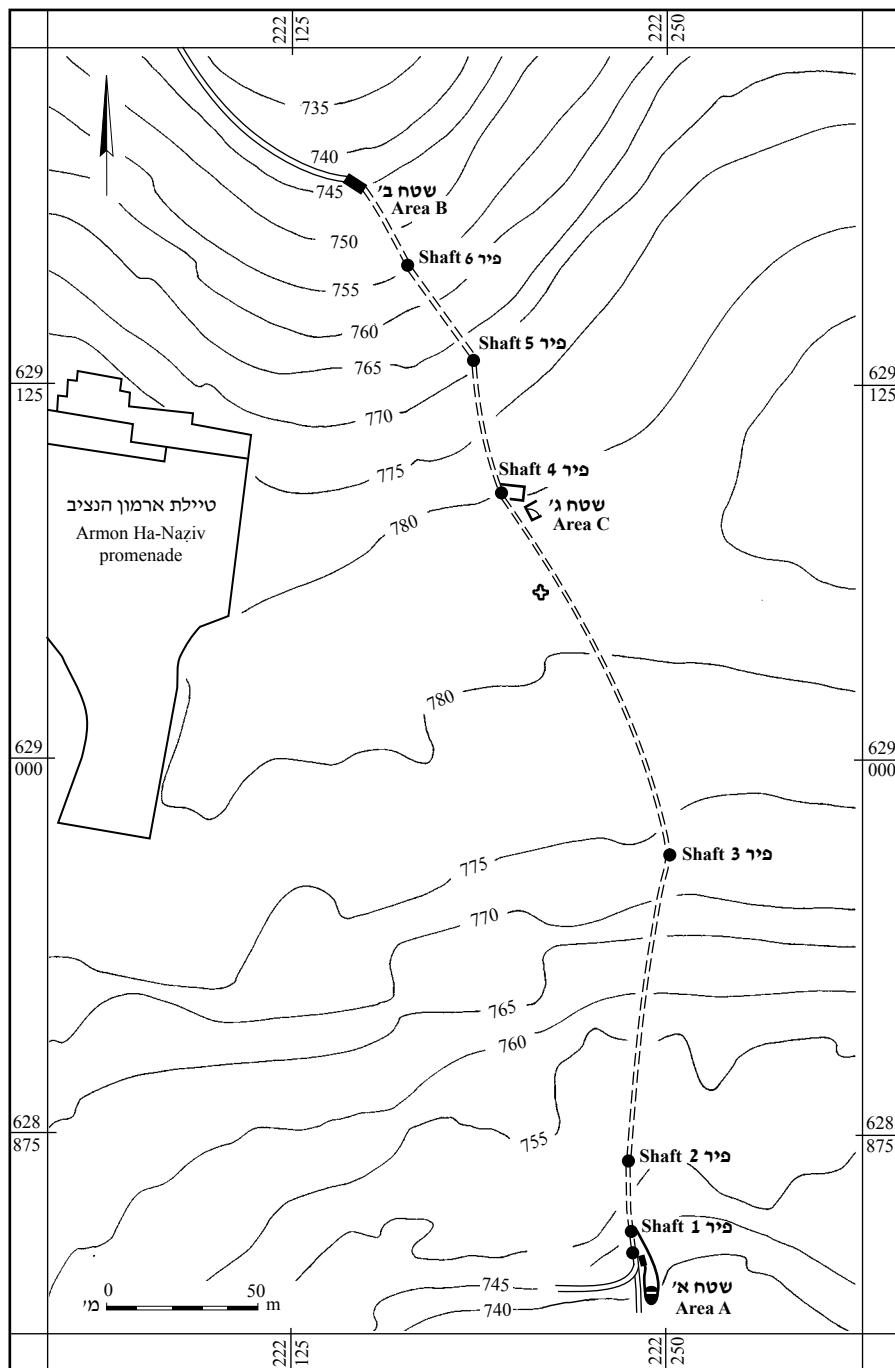 222
125
222
250
735
740
745
שטח ב'
Area B
750
Shaft 6 פיר
755
760
Shaft 5 פיר
765
629
125
629
125
770
775
Shaft 4 פיר
טיילת ארמון הנציב
Armon Ha-Naẓiv
promenade
שטח ג'
Area C
780
780
629
000
629
000
Shaft 3 פיר
775
770
765
760
628
875
628
875
755
Shaft 2 פיר
Shaft 1 פיר
745
740
שטח א'
Area A
0
50
מ'
m
222
125
222
250